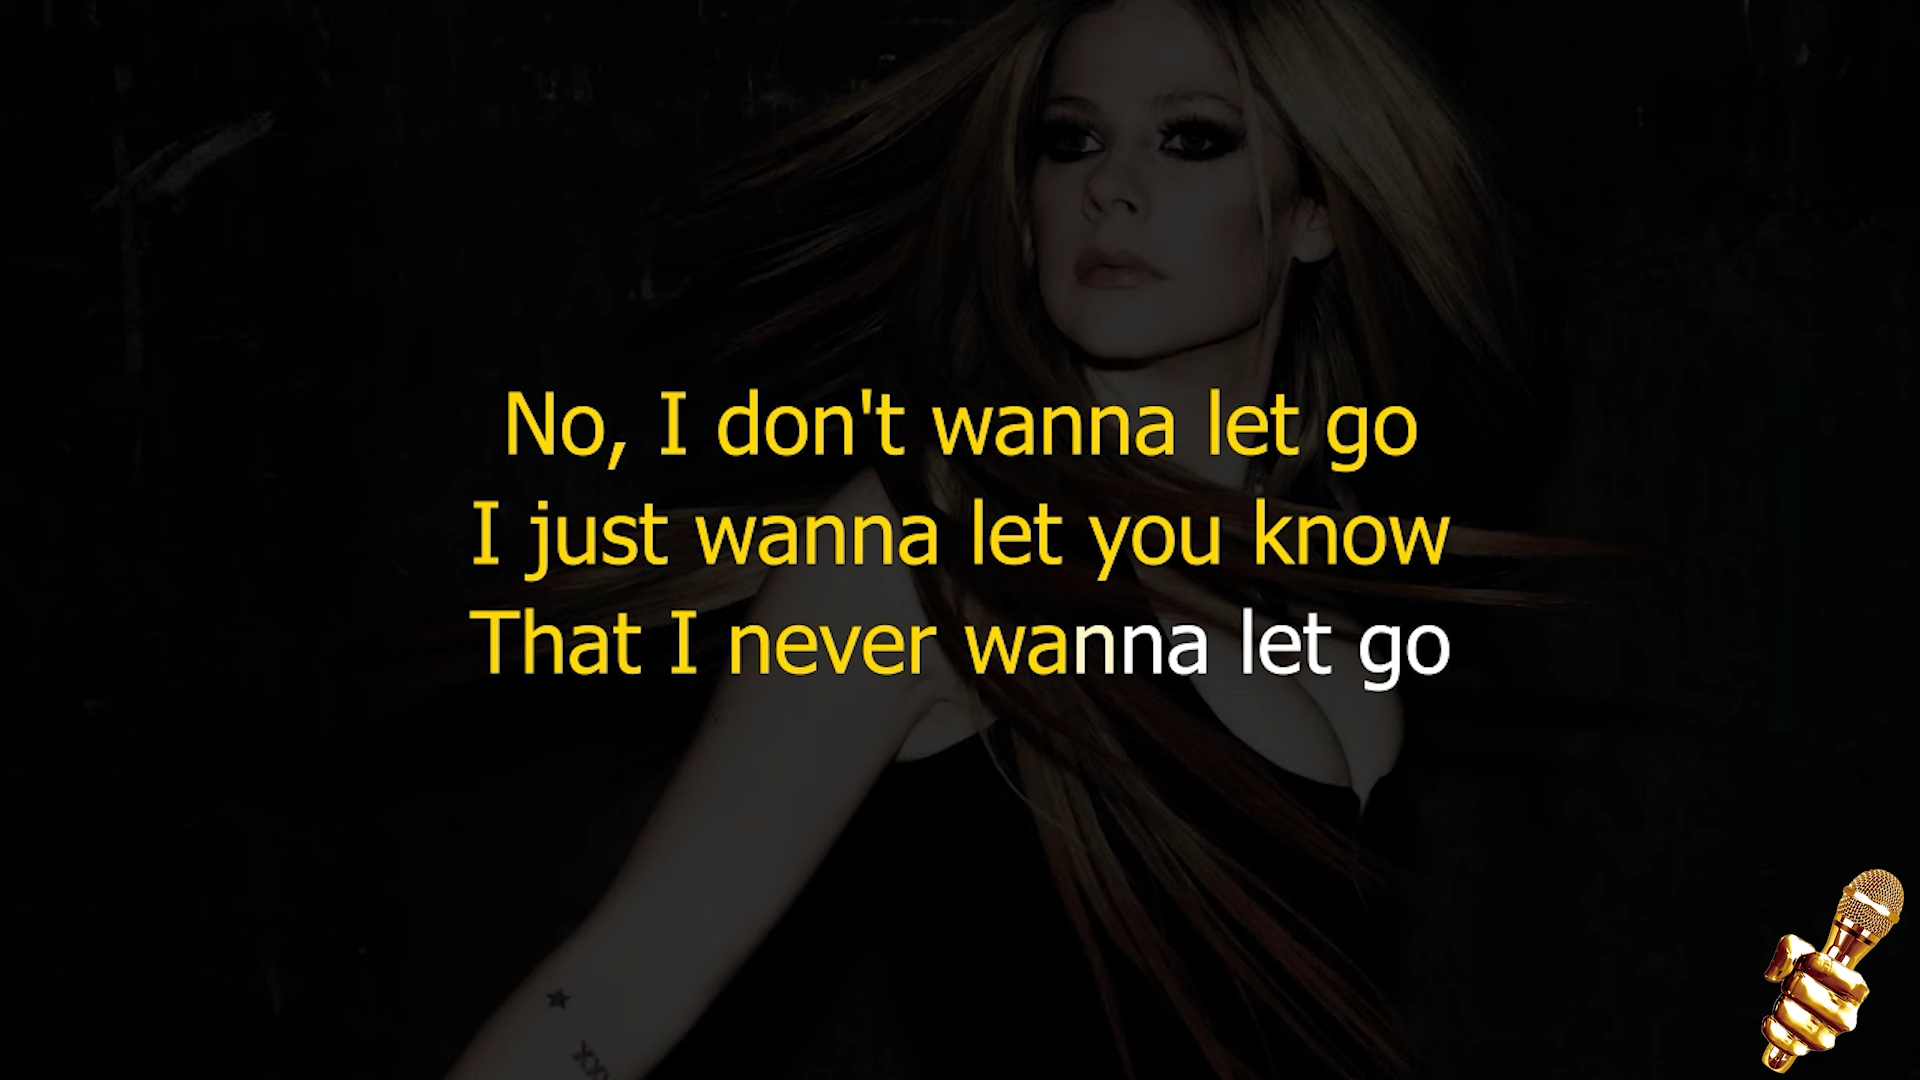 No, I don't wanna let go
I just wanna let you know
That I never wanna let go